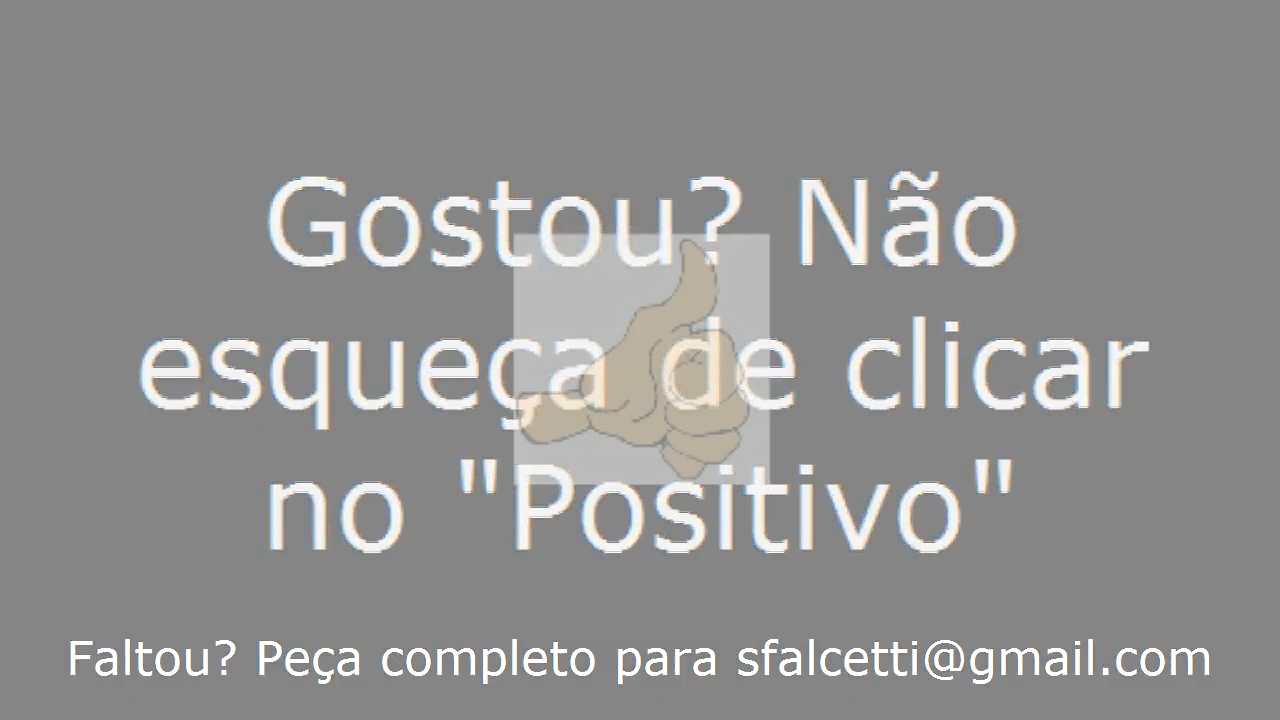 Gostou? Não
esqueça de clicar
no "Positivo"
Faltou? Peça completo para sfalcetti@gmail.com